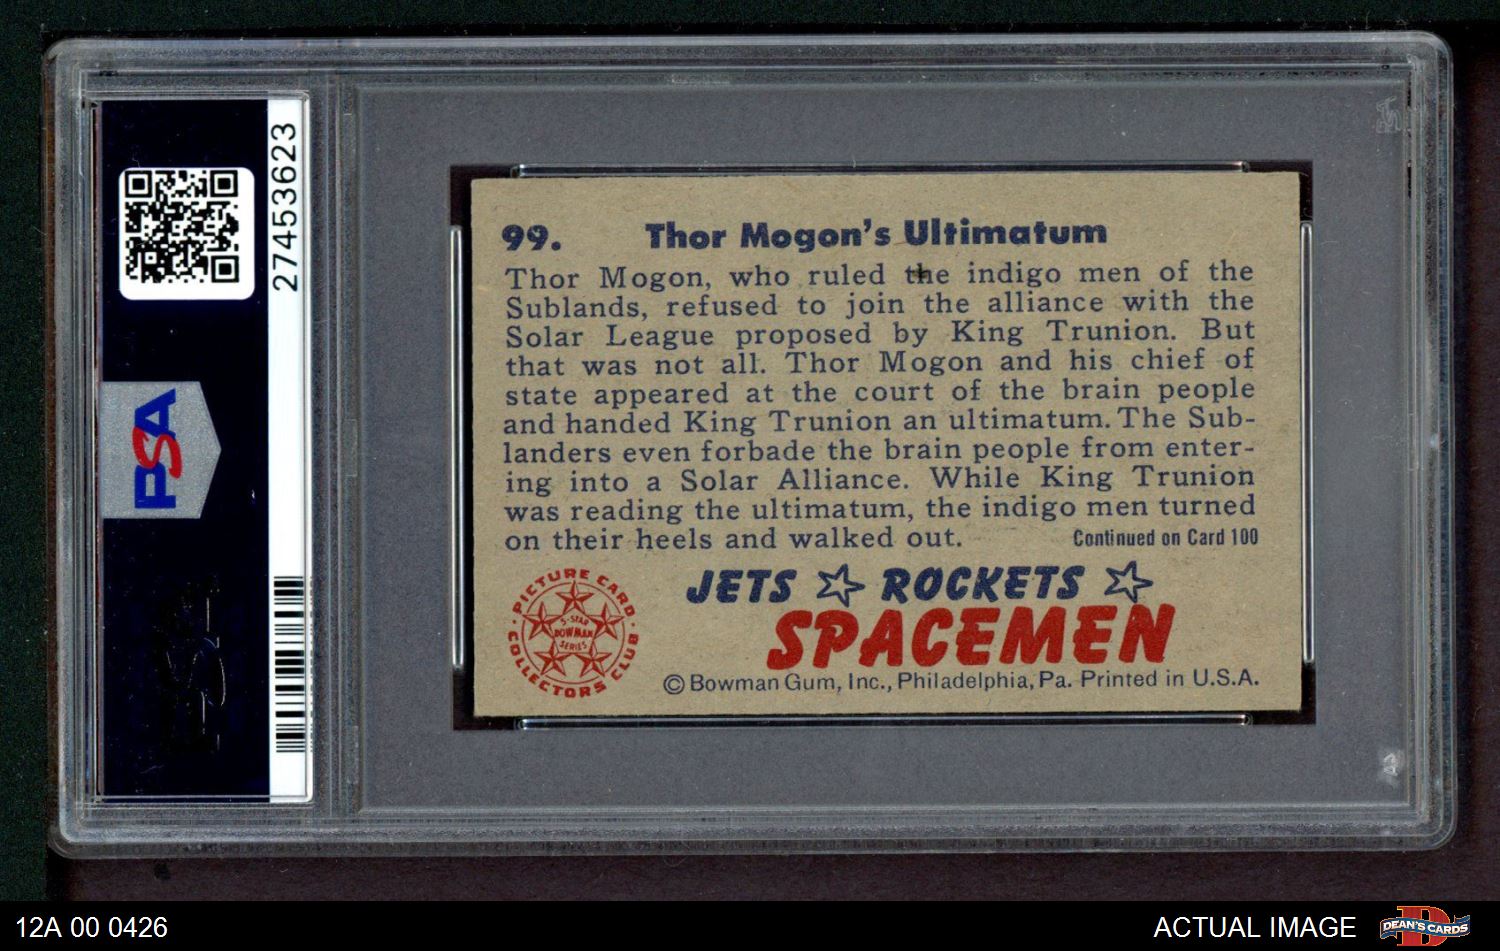 27453623
PSA
99. Thor Mogon's Ultimatum
Thor Mogon, who ruled the indigo men of the
Sublands, refused to join the alliance with the
Solar League proposed by King Trunion. But
that was not all. Thor Mogon and his chief of
state appeared at the court of the brain people
and handed King Trunion an ultimatum. The Sub-
landers even forbade the brain people from enter-
ing into a Solar Alliance. While King Trunion
was reading the ultimatum, the indigo men turned
on their heels and walked out. Continued on Card 100
PICTURE CARD
COLLECTORS CLUB
5-STAR
BOWMAN
SERIES
JETS ☆ ROCKETS ☆
SPACEMEN
© Bowman Gum, Inc., Philadelphia, Pa. Printed in U.S.A.
12A 00 0426
ACTUAL IMAGE
D
DEAN'S CARDS